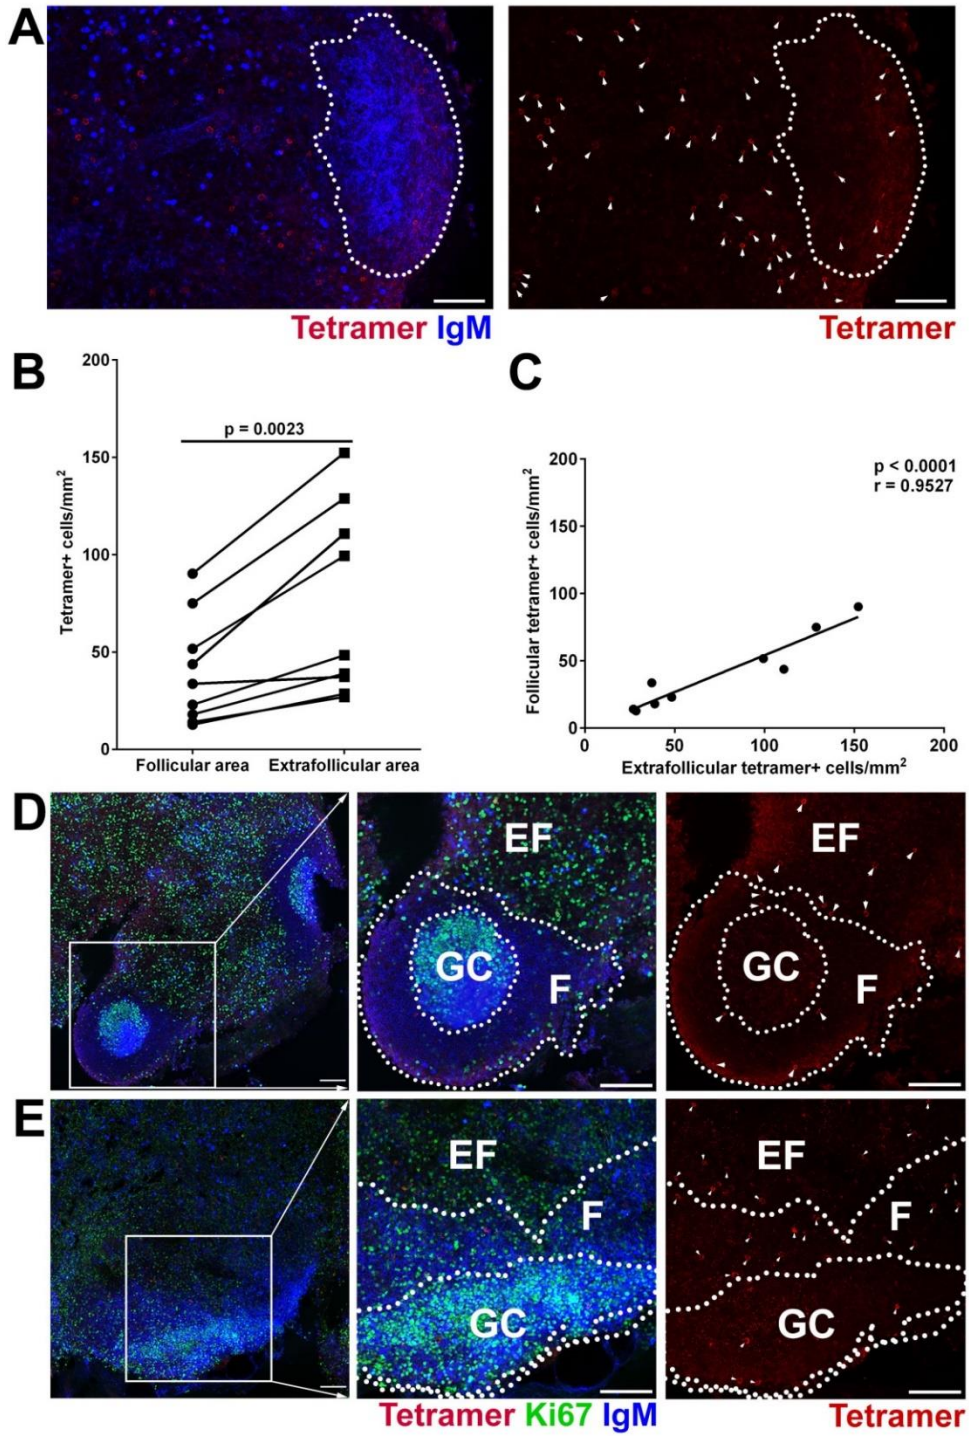 A
Tetramer IgM
Tetramer
B
200
150
100
50
0
Tetramer+ cells/mm²
p = 0.0023
Follicular area
Extrafollicular area
C
200
150
100
50
0
Follicular tetramer+ cells/mm²
p < 0.0001
r = 0.9527
0 50 100 150 200
Extrafollicular tetramer+ cells/mm²
D
EF
GC
F
EF
GC
F
E
EF
F
GC
EF
F
GC
Tetramer Ki67 IgM
Tetramer